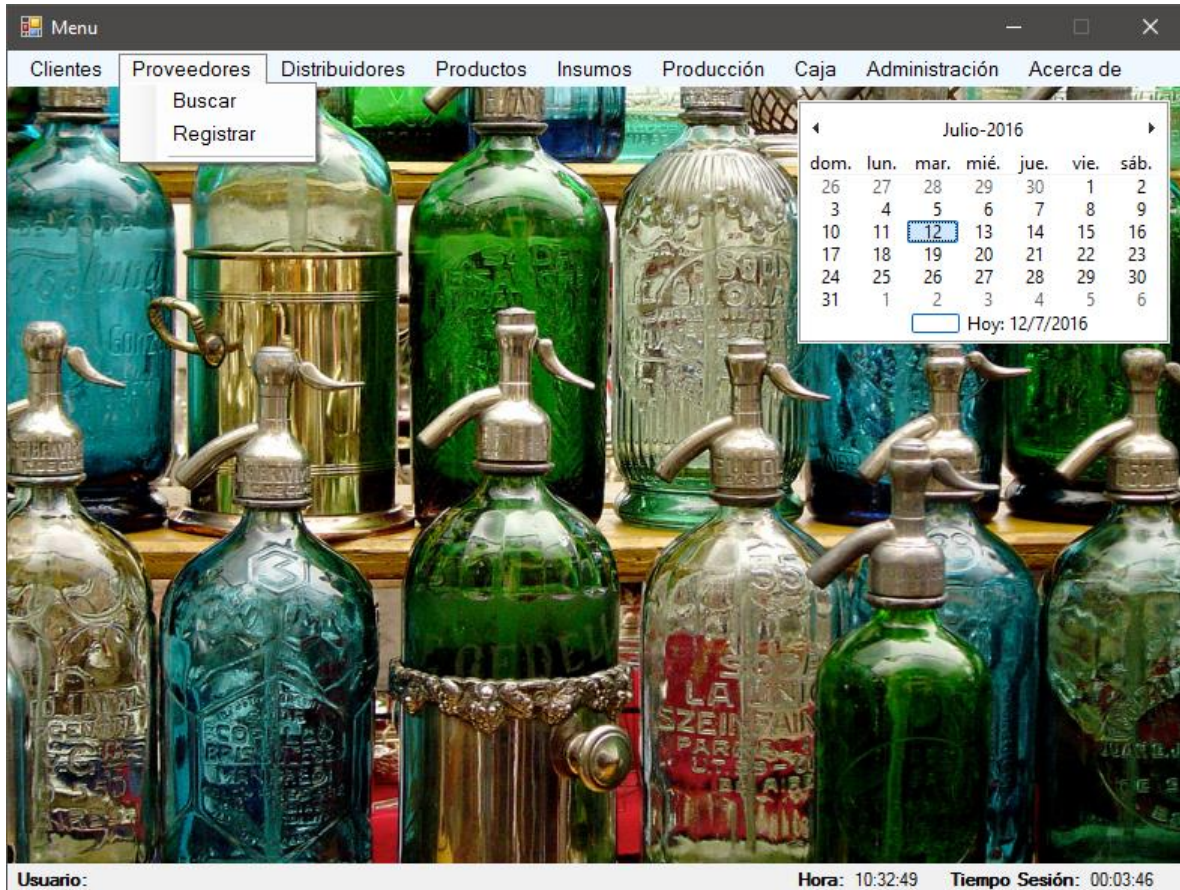 Menu
Clientes Proveedores Distribuidores Productos Insumos Producción Caja Administración Acerca de
Buscar
Registrar
Julio-2016
dom. lun. mar. mié. jue. vie. sáb.
26 27 28 29 30 1 2
3 4 5 6 7 8 9
10 11 12 13 14 15 16
17 18 19 20 21 22 23
24 25 26 27 28 29 30
31 1 2 3 4 5 6
Hoy: 12/7/2016
LA
Usuario: Hora: 10:32:49 Tiempo Sesión: 00:03:46